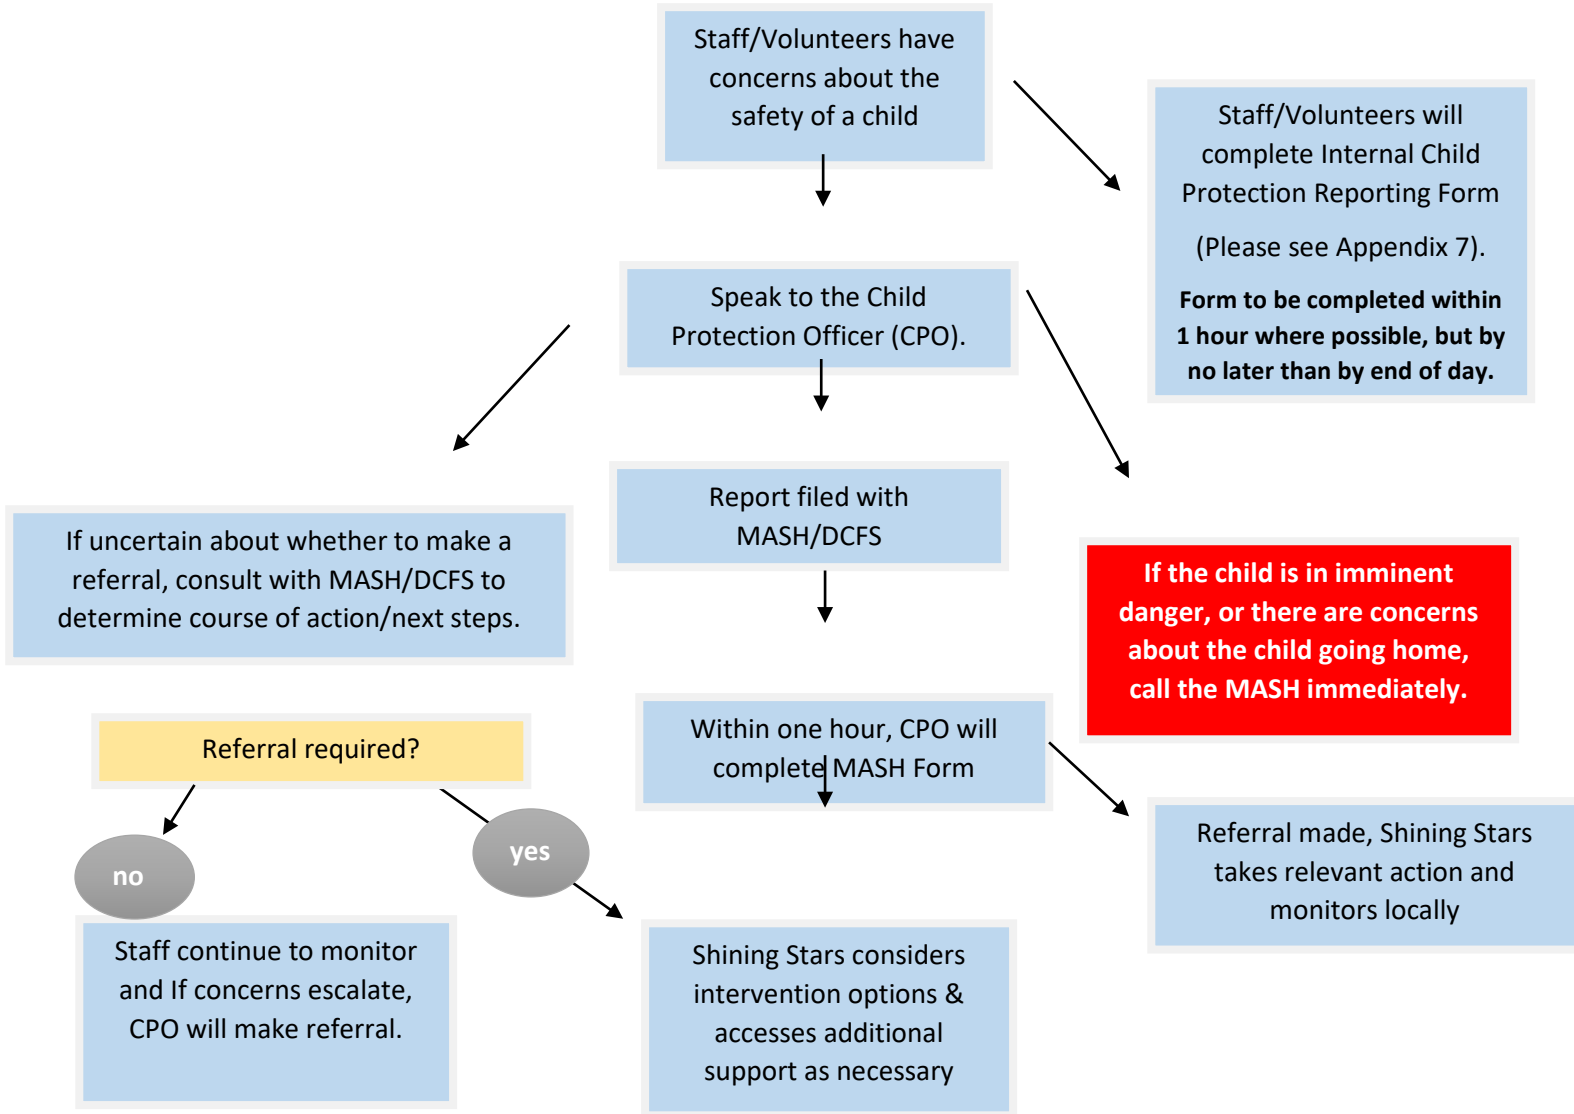 Staff/Volunteers have
concerns about the
safety of a child
Staff/Volunteers will
complete Internal Child
Protection Reporting Form
(Please see Appendix 7).
Form to be completed within
1 hour where possible, but by
no later than by end of day.
Speak to the Child
Protection Officer (CPO).
Report filed with
MASH/DCFS
If uncertain about whether to make a
referral, consult with MASH/DCFS to
determine course of action/next steps.
If the child is in imminent
danger, or there are concerns
about the child going home,
call the MASH immediately.
Referral required?
Within one hour, CPO will
complete MASH Form
no
yes
Referral made, Shining Stars
takes relevant action and
monitors locally
Staff continue to monitor
and If concerns escalate,
CPO will make referral.
Shining Stars considers
intervention options &
accesses additional
support as necessary